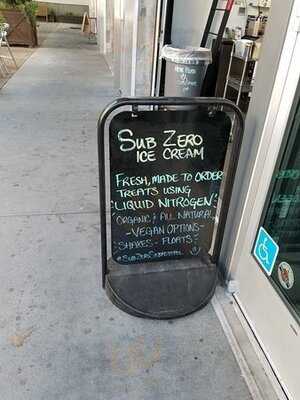 SUB ZERO
ICE CREAM
FRESH, MADE TO ORDER
TREATS USING
"LIQUID NITROGEN"
ORGANIC & ALL NATURAL
-VEGAN OPTIONS-
SHAKES - FLOATS